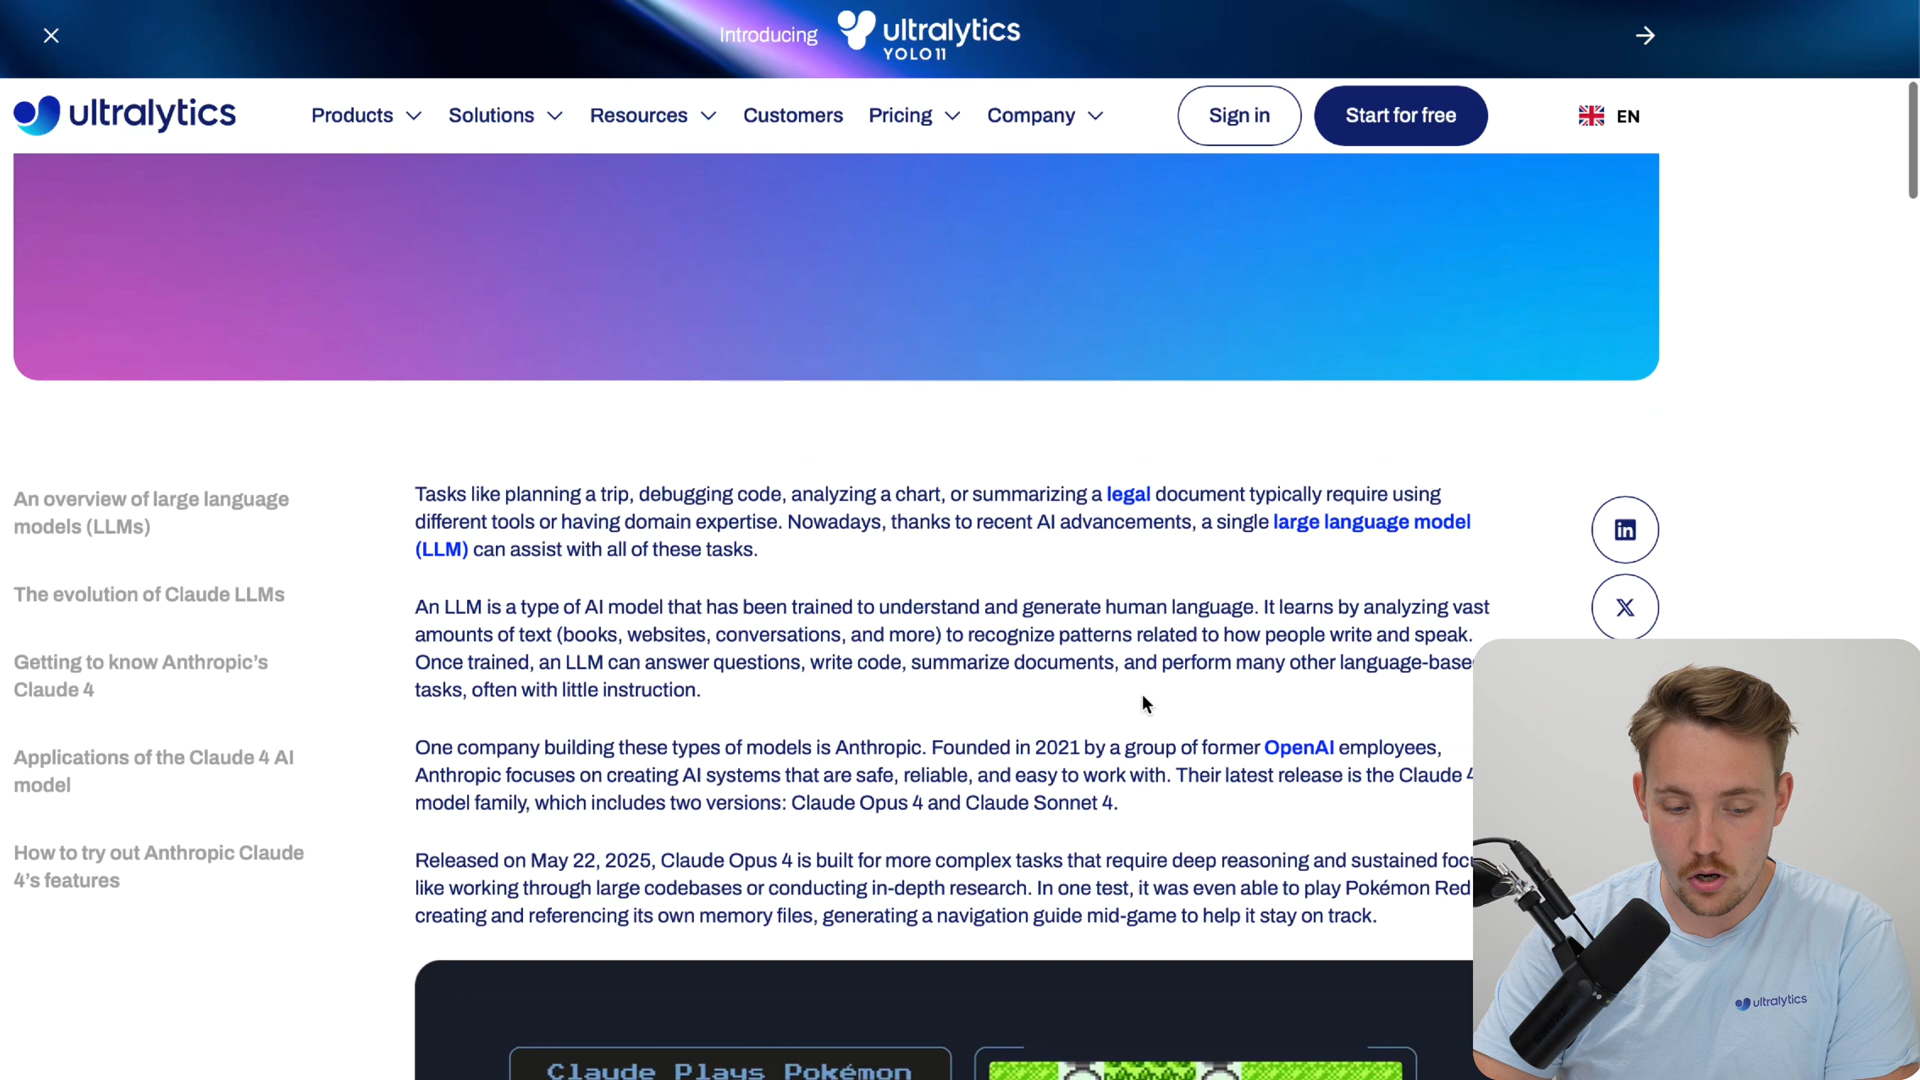 Introducing ultralytics
YOLO11
ultralytics
Products
Solutions
Resources
Customers
Pricing
Company
Sign in
Start for free
EN
An overview of large language
models (LLMs)
The evolution of Claude LLMs
Getting to know Anthropic’s
Claude 4
Applications of the Claude 4 AI
model
How to try out Anthropic Claude
4’s features
Tasks like planning a trip, debugging code, analyzing a chart, or summarizing a legal document typically require using
different tools or having domain expertise. Nowadays, thanks to recent AI advancements, a single large language model
(LLM) can assist with all of these tasks.
An LLM is a type of AI model that has been trained to understand and generate human language. It learns by analyzing vast
amounts of text (books, websites, conversations, and more) to recognize patterns related to how people write and speak.
Once trained, an LLM can answer questions, write code, summarize documents, and perform many other language-base
tasks, often with little instruction.
One company building these types of models is Anthropic. Founded in 2021 by a group of former OpenAI employees,
Anthropic focuses on creating AI systems that are safe, reliable, and easy to work with. Their latest release is the Claude 4
model family, which includes two versions: Claude Opus 4 and Claude Sonnet 4.
Released on May 22, 2025, Claude Opus 4 is built for more complex tasks that require deep reasoning and sustained foc
like working through large codebases or conducting in-depth research. In one test, it was even able to play Pokémon Red
creating and referencing its own memory files, generating a navigation guide mid-game to help it stay on track.
Claude Plays Pokémon
in
X
ultralytics